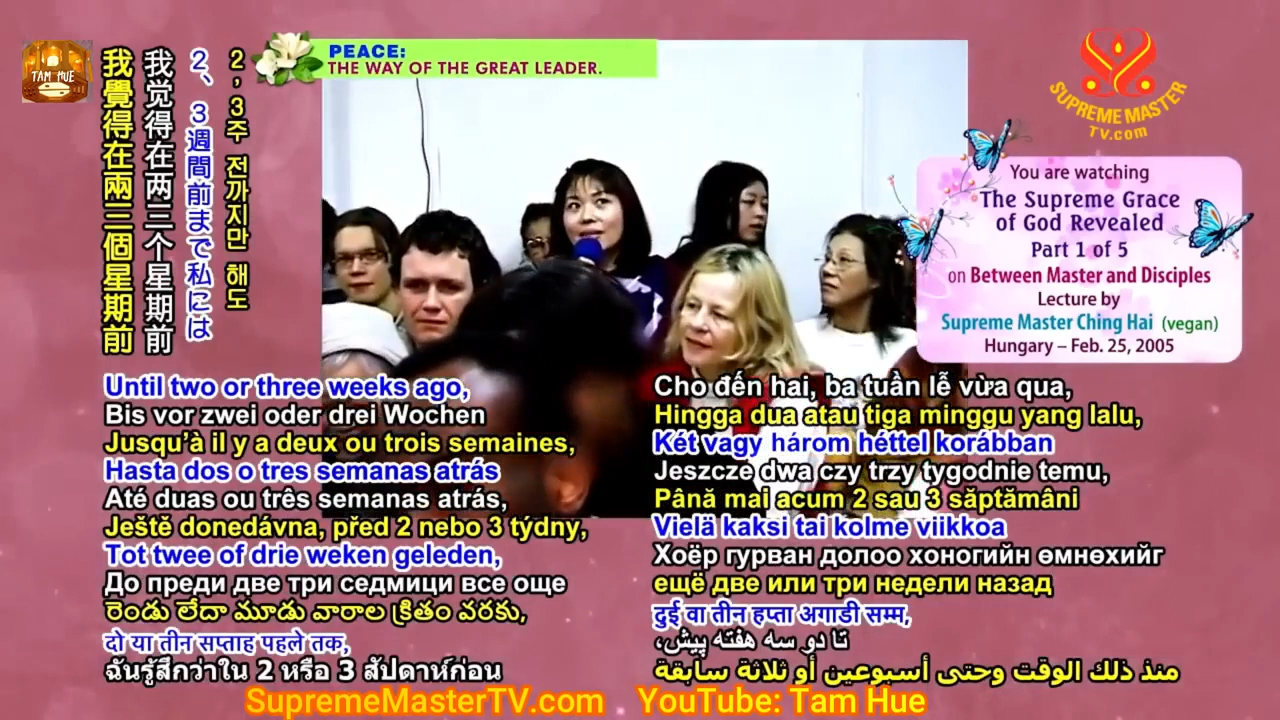 TAM HUE
PEACE:
THE WAY OF THE GREAT LEADER.
SUPREME MASTER
TV.com
You are watching
The Supreme Grace
of God Revealed
Part 1 of 5
on Between Master and Disciples
Lecture by
Supreme Master Ching Hai (vegan)
Hungary – Feb. 25, 2005
2, 3주 전까지만 해도
2、3週間前まで私には
我觉得在两三个星期前
我覺得在兩三個星期前
Until two or three weeks ago,
Bis vor zwei oder drei Wochen
Jusqu'à il y a deux ou trois semaines,
Hasta dos o tres semanas atrás
Até duas ou três semanas atrás,
Ještě donedávna, před 2 nebo 3 týdny,
Tot twee of drie weken geleden,
До преди две три седмици все още
రెండు లేదా మూడు వారాల క్రితం వరకు,
दो या तीन सप्ताह पहले तक,
ฉันรู้สึกว่าใน 2 หรือ 3 สัปดาห์ก่อน
Cho đến hai, ba tuần lễ vừa qua,
Hingga dua atau tiga minggu yang lalu,
Két vagy három héttel korábban
Jeszcze dwa czy trzy tygodnie temu,
Până mai acum 2 sau 3 săptămâni
Vielä kaksi tai kolme viikkoa
Хоёр гурван долоо хоногийн өмнөхийг
ещё две или три недели назад
दुई वा तीन हप्ता अगाडी सम्म,
تا دو سه هفته پیش،
منذ ذلك الوقت وحتى أسبوعين أو ثلاثة سابقة
SupremeMasterTV.com YouTube: Tam Hue